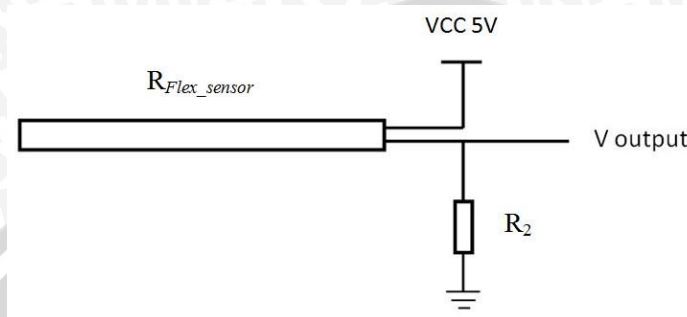 VCC 5V
R_Flex_sensor
V output
R₂